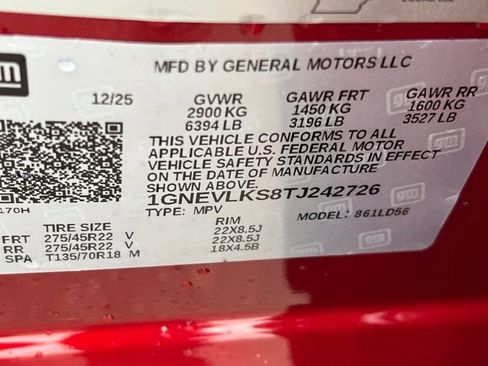 gm
MFD BY GENERAL MOTORS LLC
12/25 GVWR GAWR FRT GAWR RR
2900 KG 1450 KG 1600 KG
6394 LB 3196 LB 3527 LB
THIS VEHICLE CONFORMS TO ALL
APPLICABLE U.S. FEDERAL MOTOR
VEHICLE SAFETY STANDARDS IN EFFECT
ON THE DATE OF MANUFACTURE
SHOWN ABOVE.
1GNEVLKS8TJ242726
170H TYPE: MPV MODEL: 861LD56
TIRE SIZE RIM
FRT 275/45R22 V 22X8.5J
RR 275/45R22 V 22X8.5J
SPA T135/70R18 M 18X4.5B